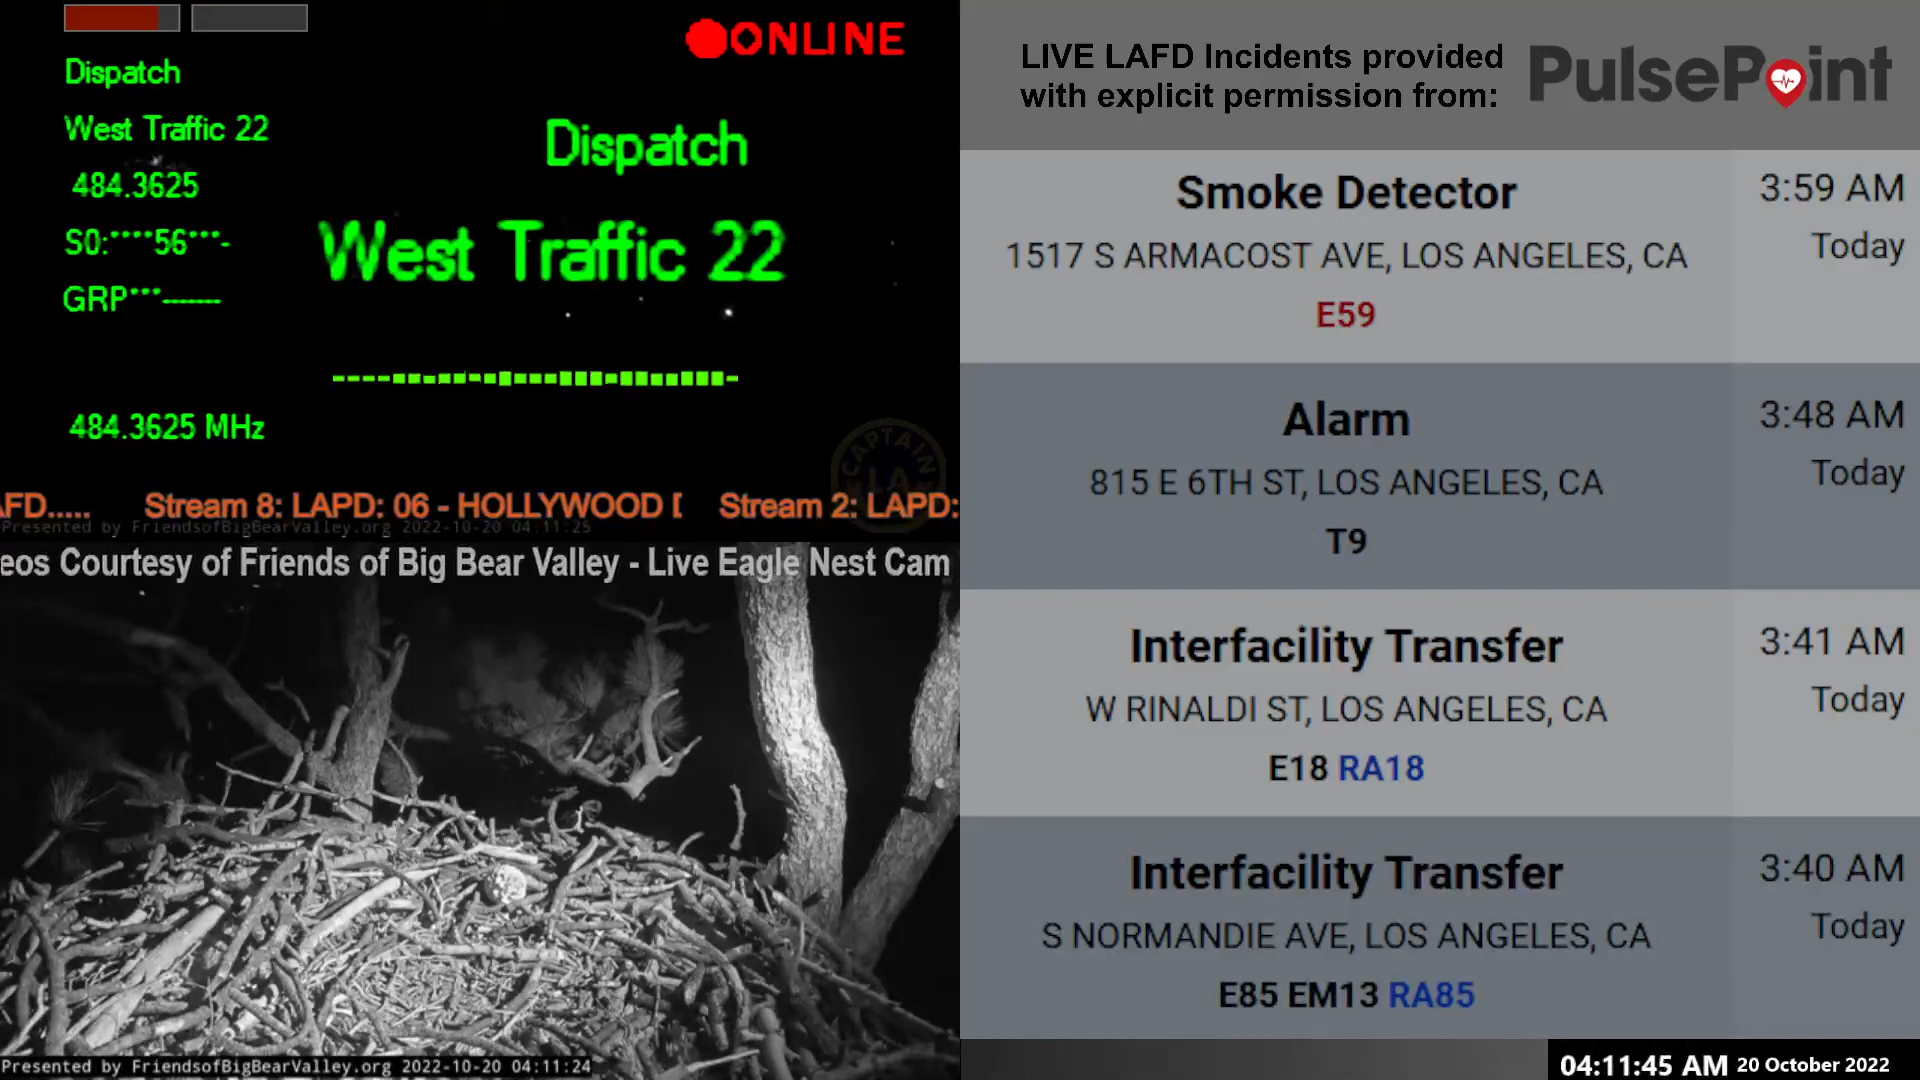 Dispatch
West Traffic 22
484.3625
S0:****56***-
GRP***-------
484.3625 MHz
ONLINE
Dispatch
West Traffic 22
CAPTAIN
LA
AFD..... Stream 8: LAPD: 06 - HOLLYWOOD [ Stream 2: LAPD:
Presented by FriendsofBigBearValley.org 2022-10-20 04:11:25
eos Courtesy of Friends of Big Bear Valley - Live Eagle Nest Cam
Presented by FriendsofBigBearValley.org 2022-10-20 04:11:24
LIVE LAFD Incidents provided
with explicit permission from:
PulsePoint
Smoke Detector
3:59 AM
1517 S ARMACOST AVE, LOS ANGELES, CA
Today
E59
Alarm
3:48 AM
815 E 6TH ST, LOS ANGELES, CA
Today
T9
Interfacility Transfer
3:41 AM
W RINALDI ST, LOS ANGELES, CA
Today
E18 RA18
Interfacility Transfer
3:40 AM
S NORMANDIE AVE, LOS ANGELES, CA
Today
E85 EM13 RA85
04:11:45 AM 20 October 2022